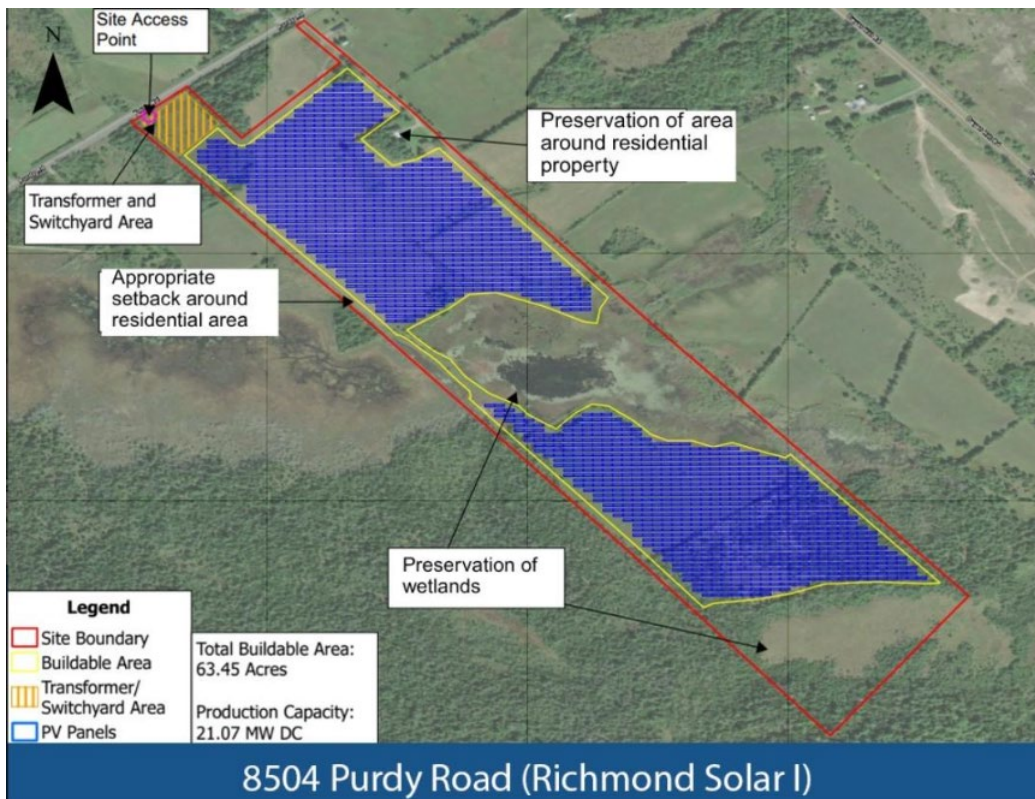 Site Access
Point
N
Preservation of area
around residential
property
Transformer and
Switchyard Area
Appropriate
setback around
residential area
Preservation of
wetlands
Legend
Site Boundary
Buildable Area
Transformer/
Switchyard Area
PV Panels
Total Buildable Area:
63.45 Acres
Production Capacity:
21.07 MW DC
8504 Purdy Road (Richmond Solar I)